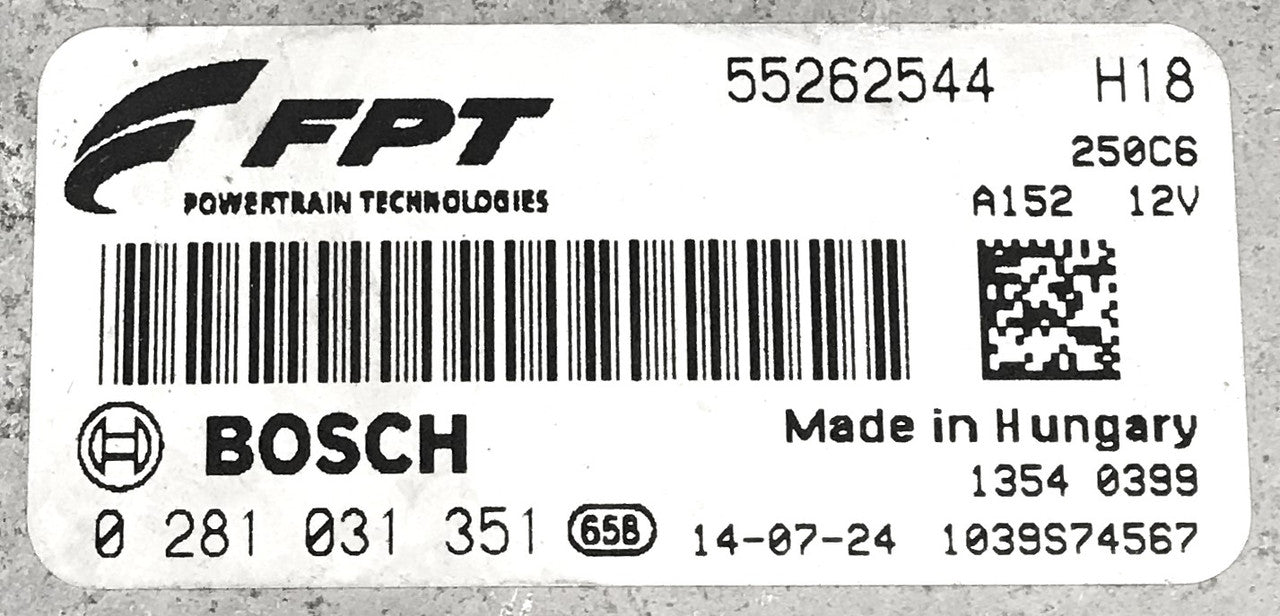 FPT
POWERTRAIN TECHNOLOGIES
55262544 H18
250C6
A152 12V
BOSCH
Made in Hungary
1354 0399
0 281 031 351 658 14-07-24 1039S74567